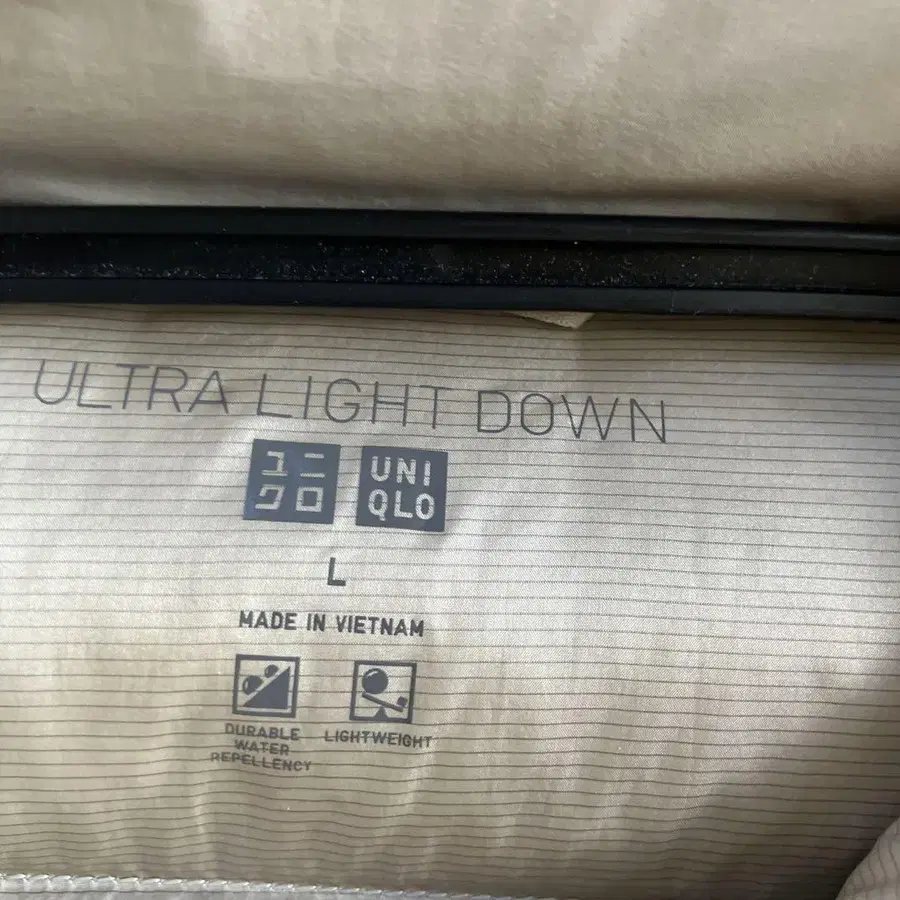 ULTRA LIGHT DOWN
ユニ
クロ
UNI
QLO
L
MADE IN VIETNAM
DURABLE
WATER
REPELLENCY
LIGHTWEIGHT